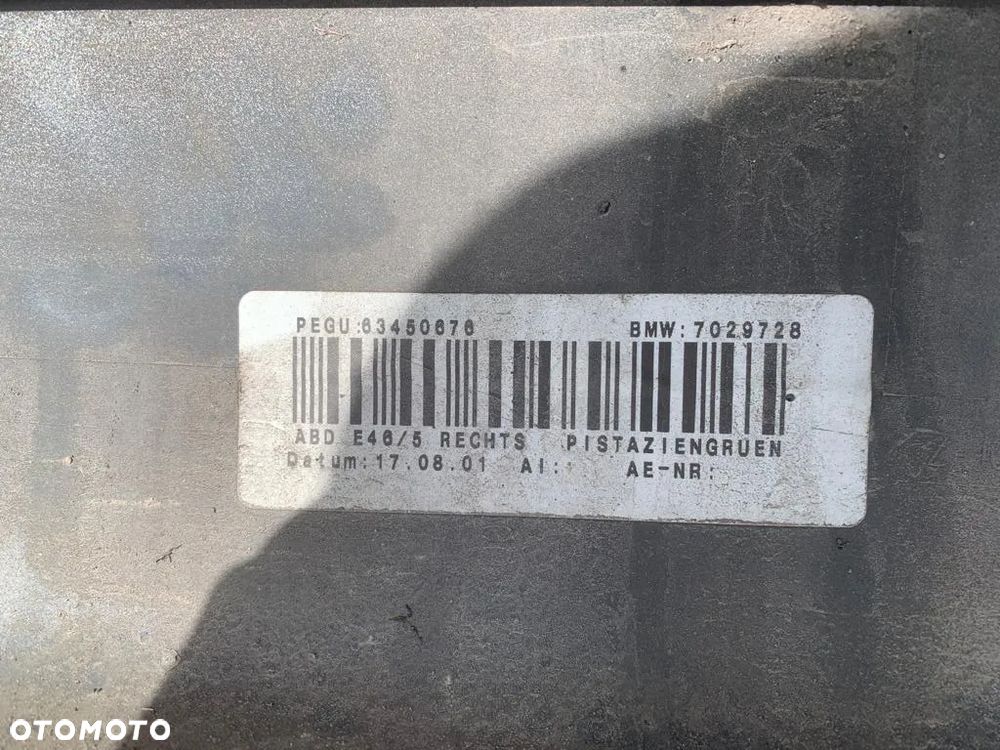 PEGU:63450676 BMW:7029728
ABD E46/5 RECHTS PISTAZIENGRUEN
Datum:17.08.01 AI: AE-NR:
OTOMOTO